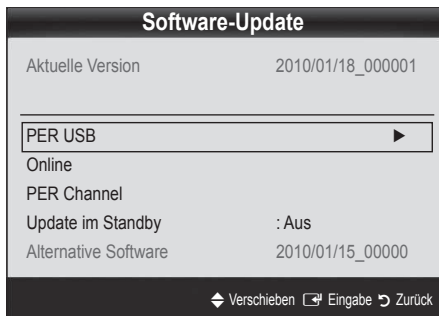 Software-Update
Aktuelle Version 2010/01/18_000001
PER USB ►
Online
PER Channel
Update im Standby : Aus
Alternative Software 2010/01/15_00000
Verschieben Eingabe Zurück